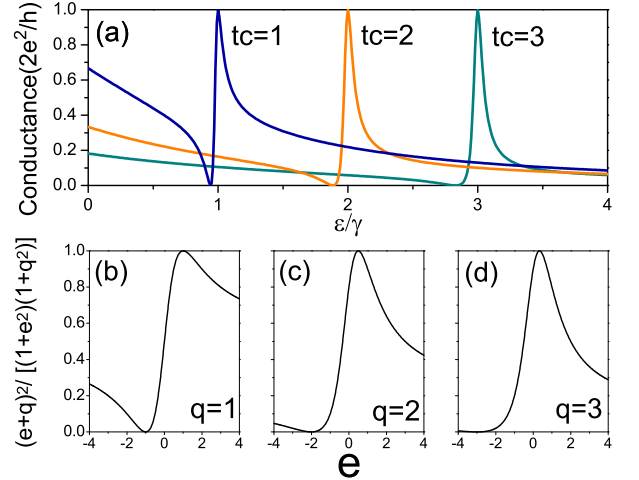 Conductance(2e²/h)
(a)
tc=1
tc=2
tc=3
1.0
0.8
0.6
0.4
0.2
0.0
0 1 2 3 4
ε/γ
(e+q)²/ [(1+e²)(1+q²)]
1.0
0.8
0.6
0.4
0.2
0.0
(b)
q=1
-4 -2 0 2 4
(c)
q=2
-4 -2 0 2 4
(d)
q=3
-4 -2 0 2 4
e